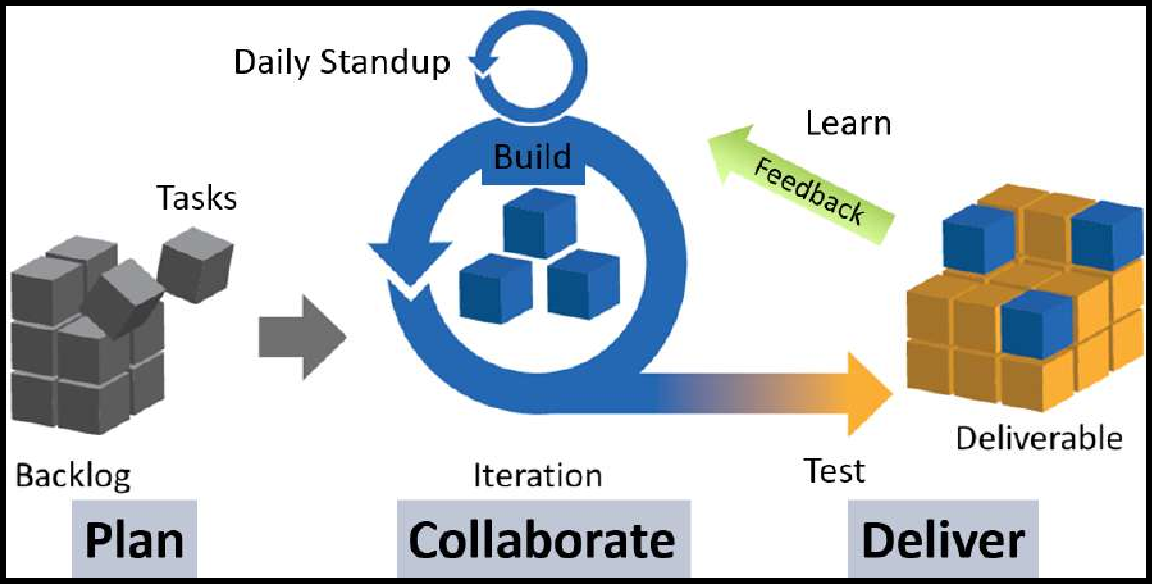 Daily Standup
Build
Learn
Feedback
Tasks
Deliverable
Backlog
Iteration
Test
Plan
Collaborate
Deliver